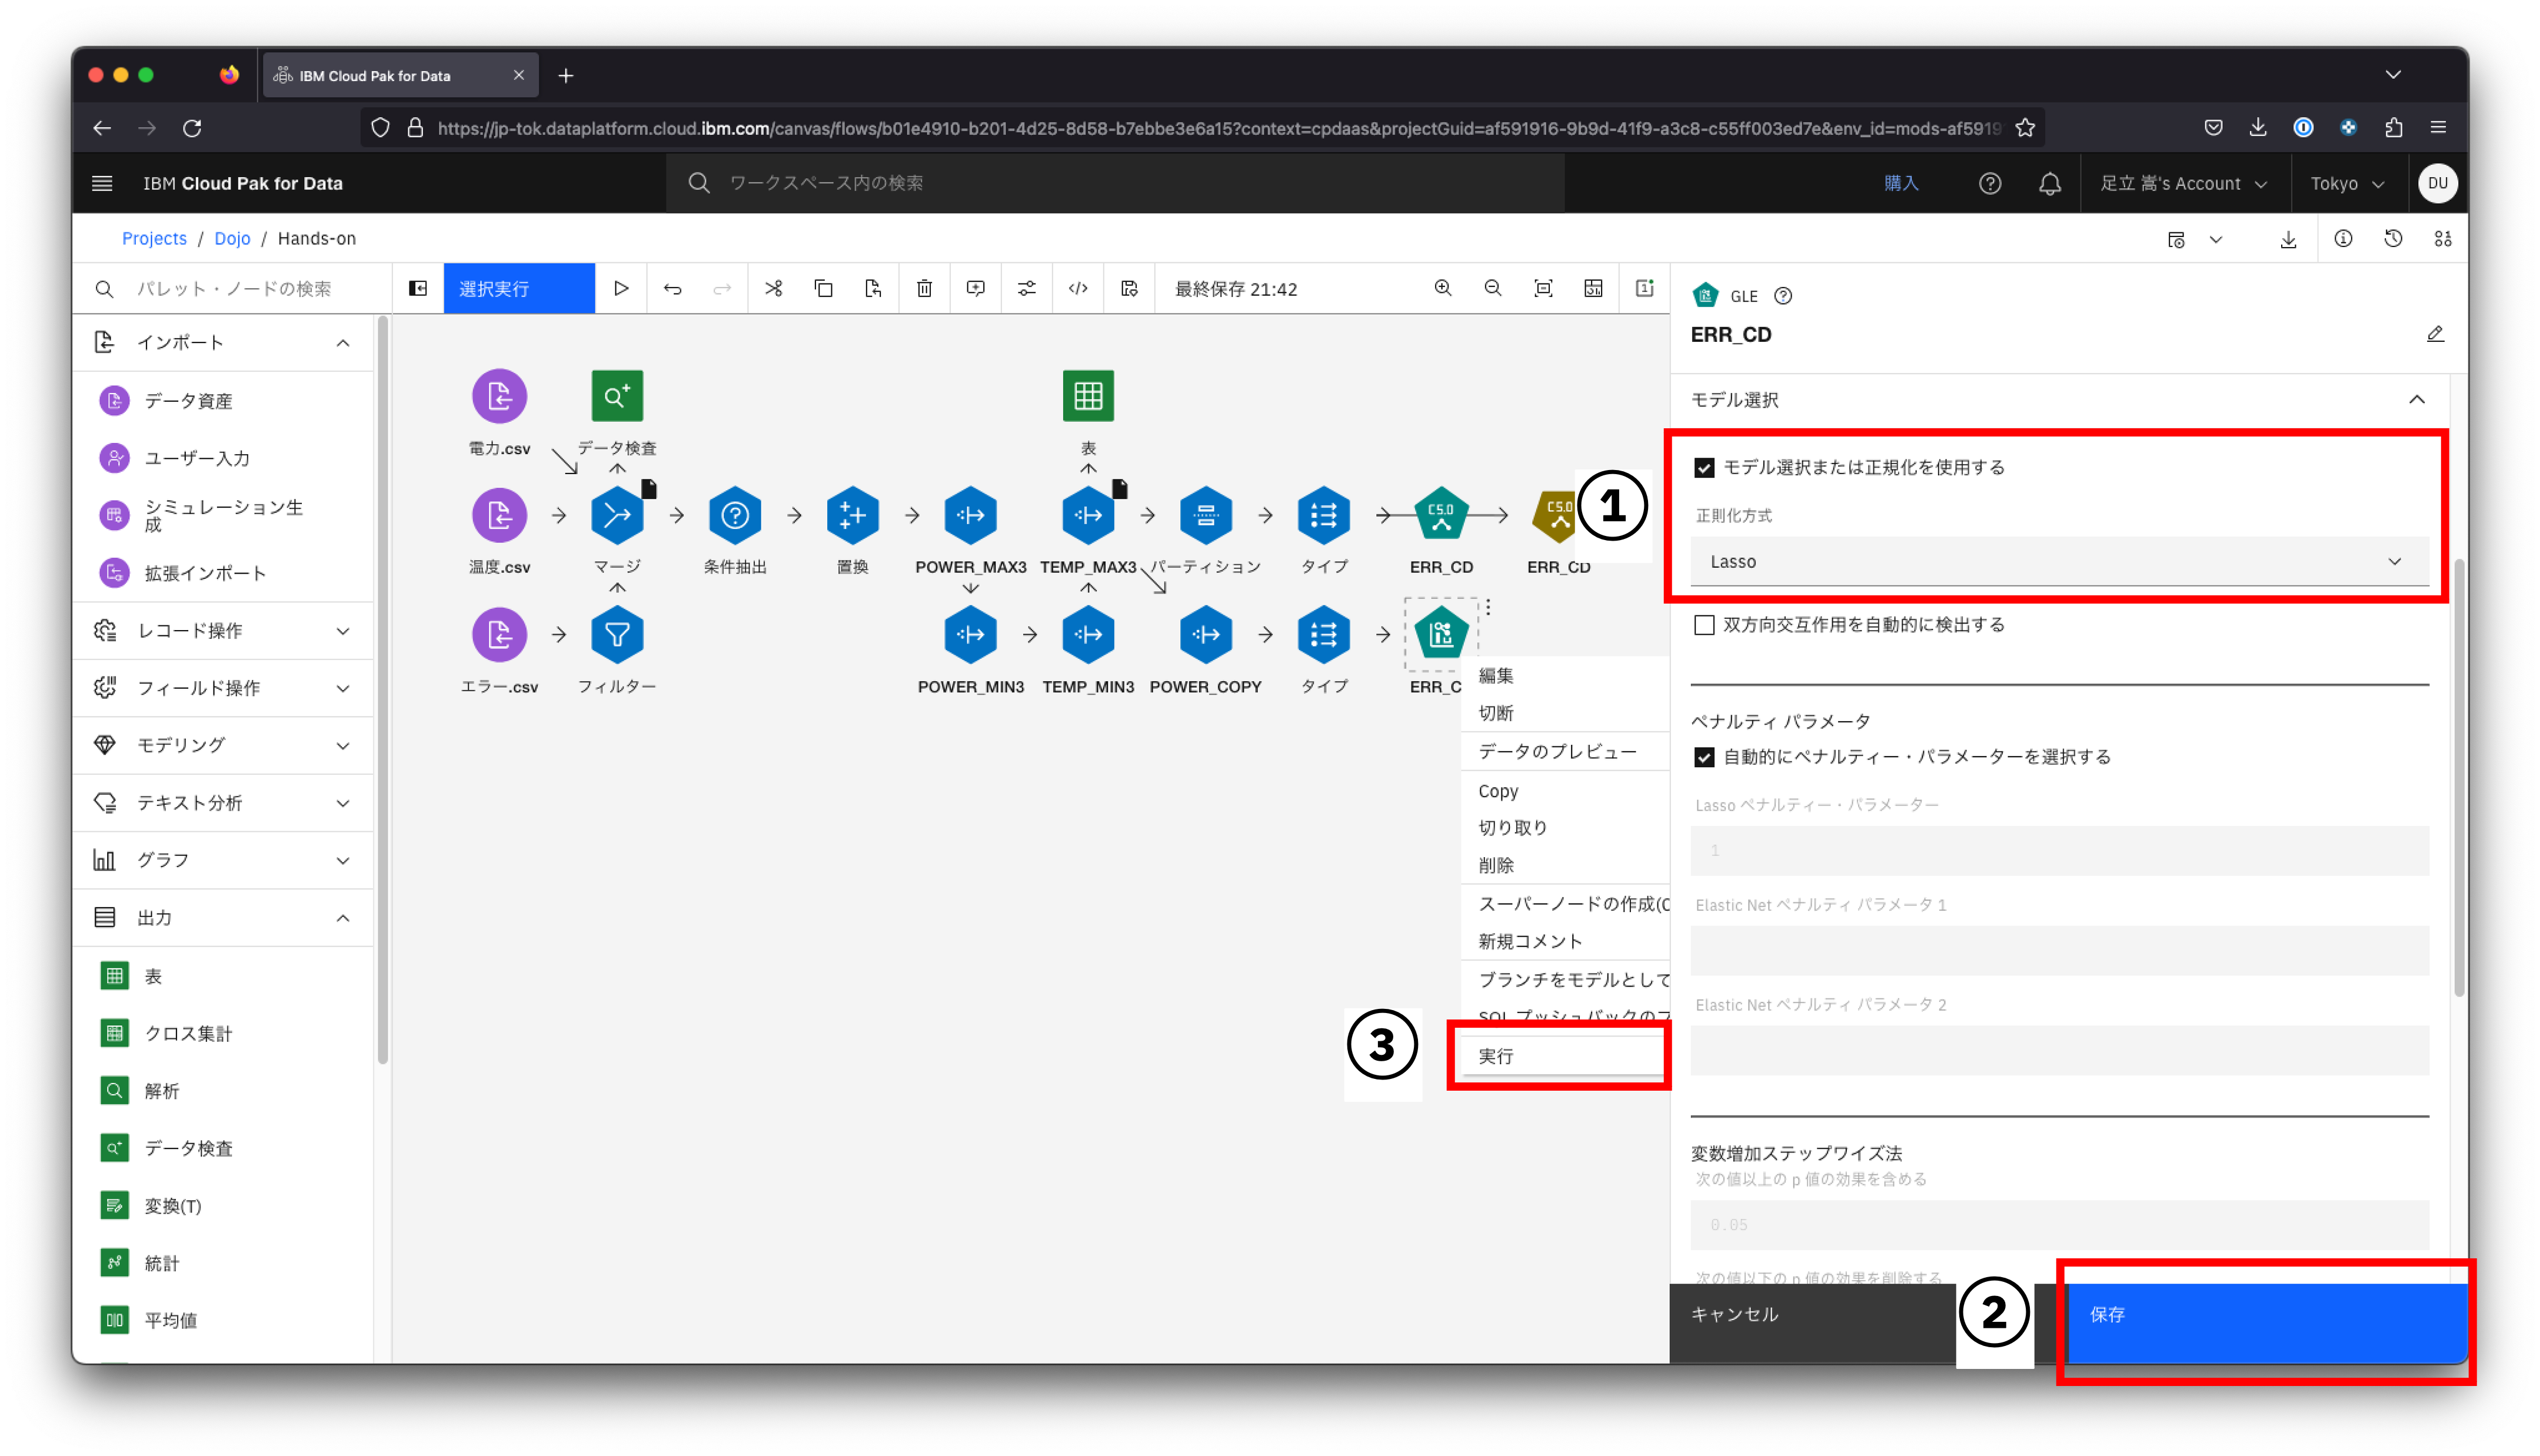 IBM Cloud Pak for Data
https://jp-tok.dataplatform.cloud.ibm.com/canvas/flows/b01e4910-b201-4d25-8d58-b7ebbe3e6a15?context=cpdaas&projectGuid=af591916-9b9d-41f9-a3c8-c55ff003ed7e&env_id=mods-af5919
IBM Cloud Pak for Data
ワークスペース内の検索
購入
足立 嵩's Account
Tokyo
DU
Projects / Dojo / Hands-on
パレット・ノードの検索
選択実行
最終保存 21:42
インポート
データ資産
ユーザー入力
シミュレーション生
成
拡張インポート
レコード操作
フィールド操作
モデリング
テキスト分析
グラフ
出力
表
クロス集計
解析
データ検査
変換(T)
統計
平均値
電力.csv
データ検査
表
C5.0
C5.0
①
温度.csv
マージ
条件抽出
置換
POWER_MAX3
TEMP_MAX3
パーティション
タイプ
ERR_CD
ERR_CD
エラー.csv
フィルター
POWER_MIN3
TEMP_MIN3
POWER_COPY
タイプ
ERR_C
編集
切断
データのプレビュー
Copy
切り取り
削除
スーパーノードの作成(C
新規コメント
ブランチをモデルとして
SQL プッシュバックのプ
③
実行
GLE
ERR_CD
モデル選択
モデル選択または正規化を使用する
正則化方式
Lasso
双方向交互作用を自動的に検出する
ペナルティ パラメータ
自動的にペナルティー・パラメーターを選択する
Lasso ペナルティー・パラメーター
1
Elastic Net ペナルティ パラメータ 1
Elastic Net ペナルティ パラメータ 2
変数増加ステップワイズ法
次の値以上の p 値の効果を含める
0.05
次の値以下の p 値の効果を削除する
キャンセル
②
保存